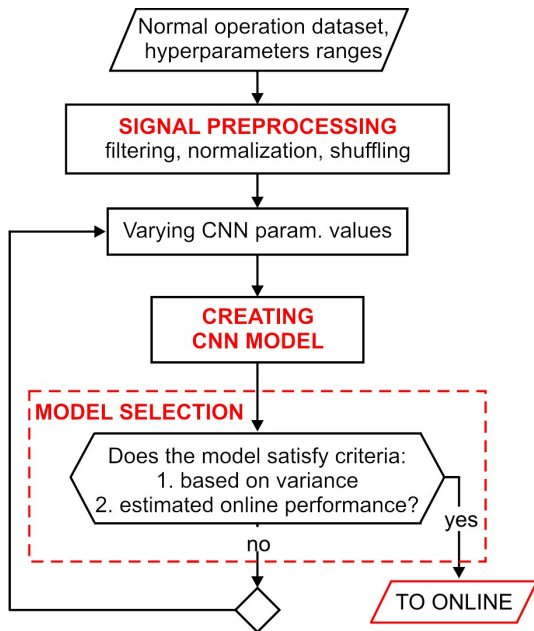 Normal operation dataset,
hyperparameters ranges
SIGNAL PREPROCESSING
filtering, normalization, shuffling
Varying CNN param. values
CREATING
CNN MODEL
MODEL SELECTION
Does the model satisfy criteria:
1. based on variance
2. estimated online performance?
yes
no
TO ONLINE